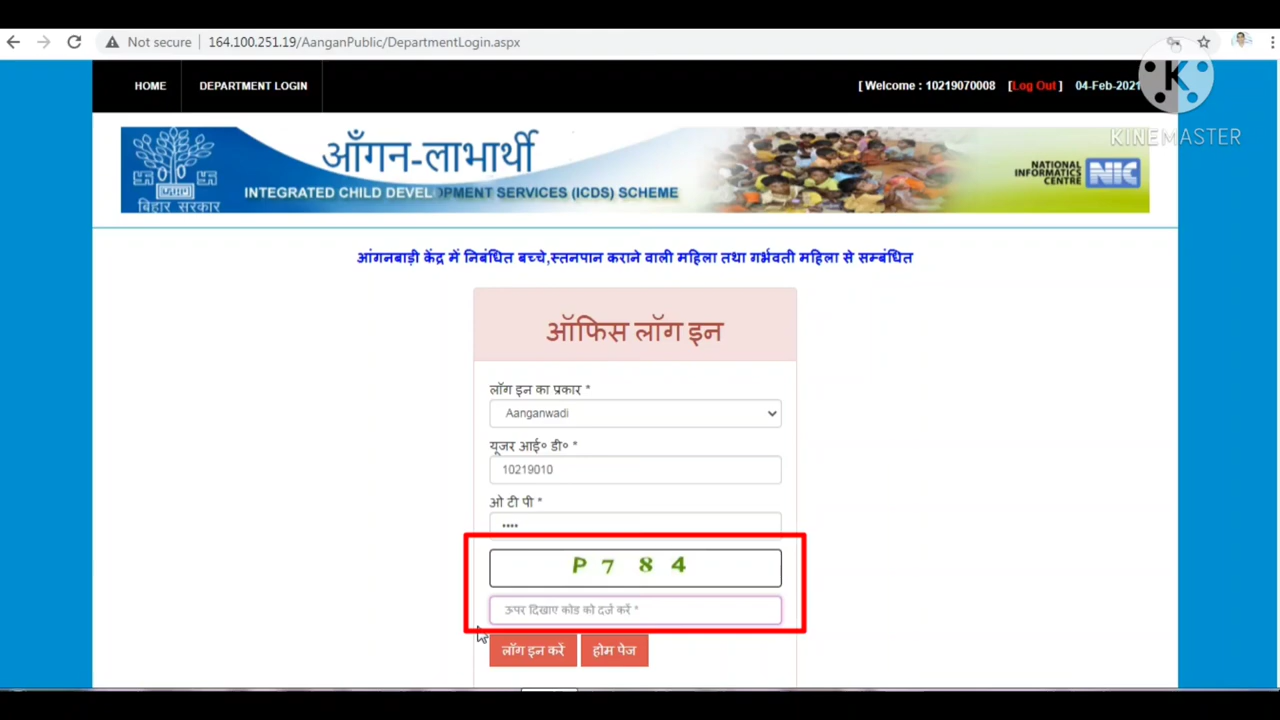 Not secure | 164.100.251.19/AanganPublic/DepartmentLogin.aspx
HOME DEPARTMENT LOGIN [ Welcome : 10219070008 [Log Out ] 04-Feb-2021
K
KINEMASTER
आँगन-लाभार्थी
INTEGRATED CHILD DEVELOPMENT SERVICES (ICDS) SCHEME
बिहार सरकार
NATIONAL
INFORMATICS
CENTRE
NIC
आंगनबाड़ी केंद्र में निबंधित बच्चे,स्तनपान कराने वाली महिला तथा गर्भवती महिला से सम्बंधित
ऑफिस लॉग इन
लॉग इन का प्रकार *
Aanganwadi
यूजर आई० डी० *
10219010
ओ टी पी *
••••
P 7 8 4
ऊपर दिखाए कोड को दर्ज करें *
लॉग इन करें होम पेज